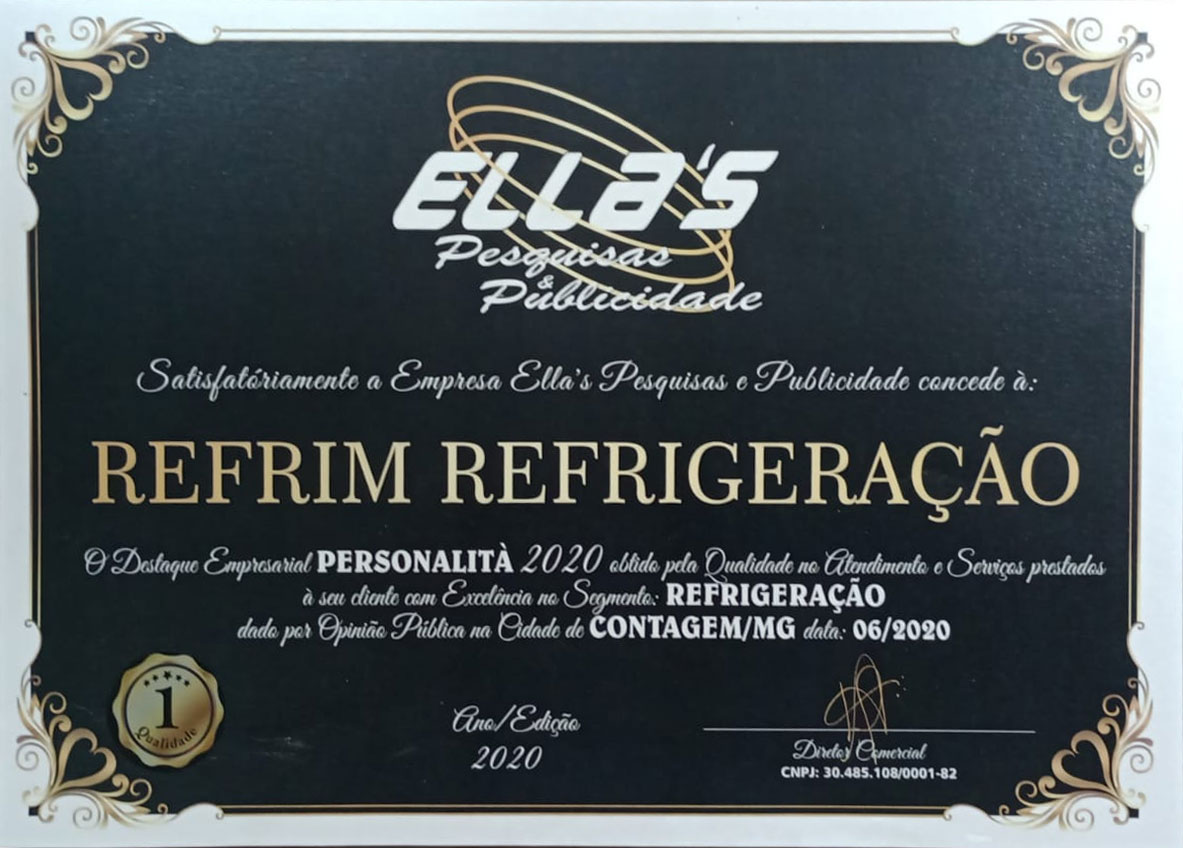 ELLA'S
Pesquisas
&
Publicidade
Satisfatóriamente a Empresa Ella's Pesquisas e Publicidade concede à:
REFRIM REFRIGERAÇÃO
O Destaque Empresarial PERSONALITÀ 2020 obtido pela Qualidade no Atendimento e Serviços prestados
à seu cliente com Excelência no Segmento: REFRIGERAÇÃO
dado por Opinião Pública na Cidade de CONTAGEM/MG data: 06/2020
1
Qualidade
Ano/Edição
2020
Diretor Comercial
CNPJ: 30.485.108/0001-82